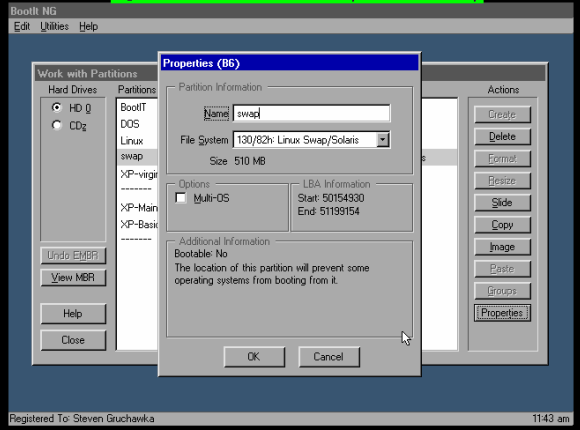 BootIt NG
Edit Utilities Help
Work with Partitions
Hard Drives Partitions Actions
HD 0
CD2
BootIT
DOS
Linux
swap
XP-virgin
-------
XP-Main
XP-Basic
-------
Undo EMBR
View MBR
Help
Close
Properties (B6)
Partition Information
Name swap
File System 130/82h: Linux Swap/Solaris
Size 510 MB
Options
Multi-OS
LBA Information
Start: 50154930
End: 51199154
Additional Information
Bootable: No
The location of this partition will prevent some
operating systems from booting from it.
OK Cancel
s
Create
Delete
Format
Resize
Slide
Copy
Image
Paste
Groups
Properties
Registered To: Steven Gruchawka 11:43 am